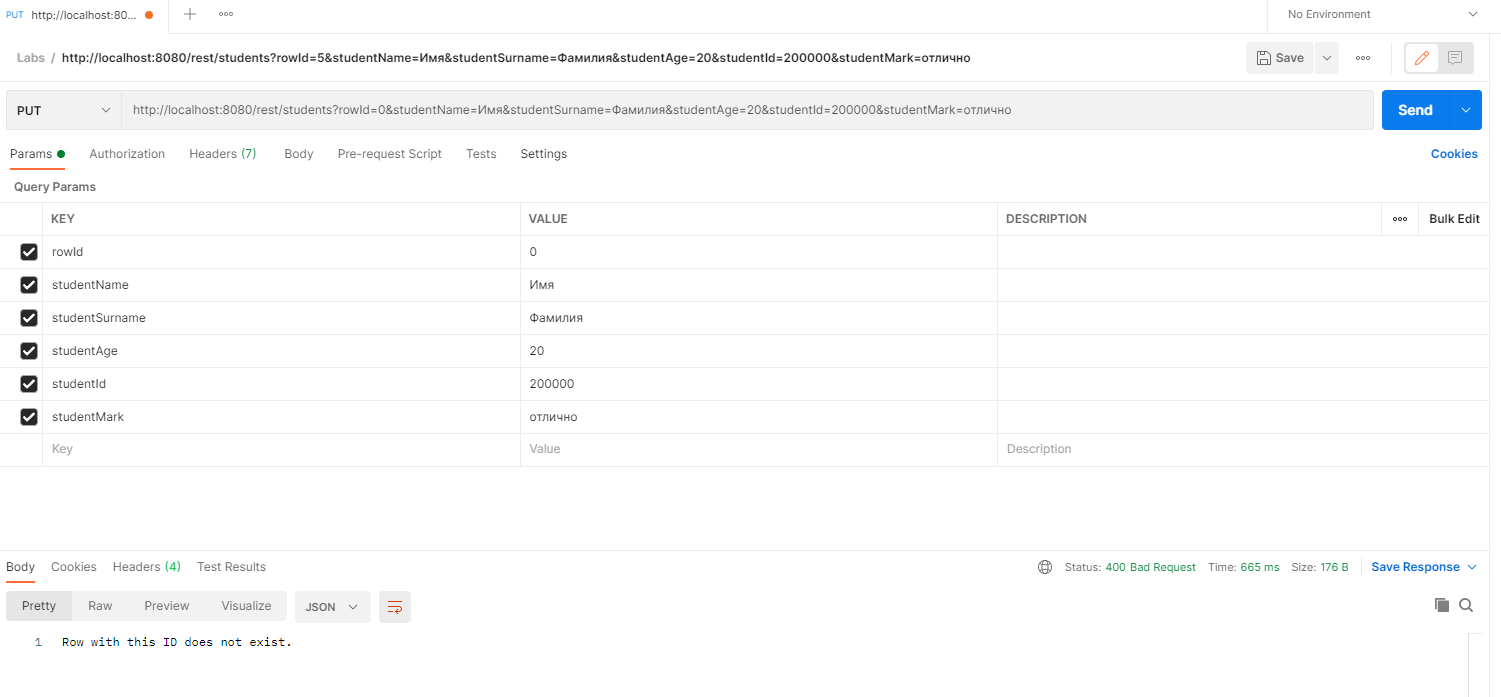 PUT http://localhost:80... No Environment
Labs / http://localhost:8080/rest/students?rowId=5&studentName=Имя&studentSurname=Фамилия&studentAge=20&studentId=200000&studentMark=отлично Save
PUT http://localhost:8080/rest/students?rowId=0&studentName=Имя&studentSurname=Фамилия&studentAge=20&studentId=200000&studentMark=отлично Send
Params Authorization Headers (7) Body Pre-request Script Tests Settings Cookies
Query Params
KEY VALUE DESCRIPTION Bulk Edit
rowId 0
studentName Имя
studentSurname Фамилия
studentAge 20
studentId 200000
studentMark отлично
Key Value Description
Body Cookies Headers (4) Test Results Status: 400 Bad Request Time: 665 ms Size: 176 B Save Response
Pretty Raw Preview Visualize JSON
1 Row with this ID does not exist.